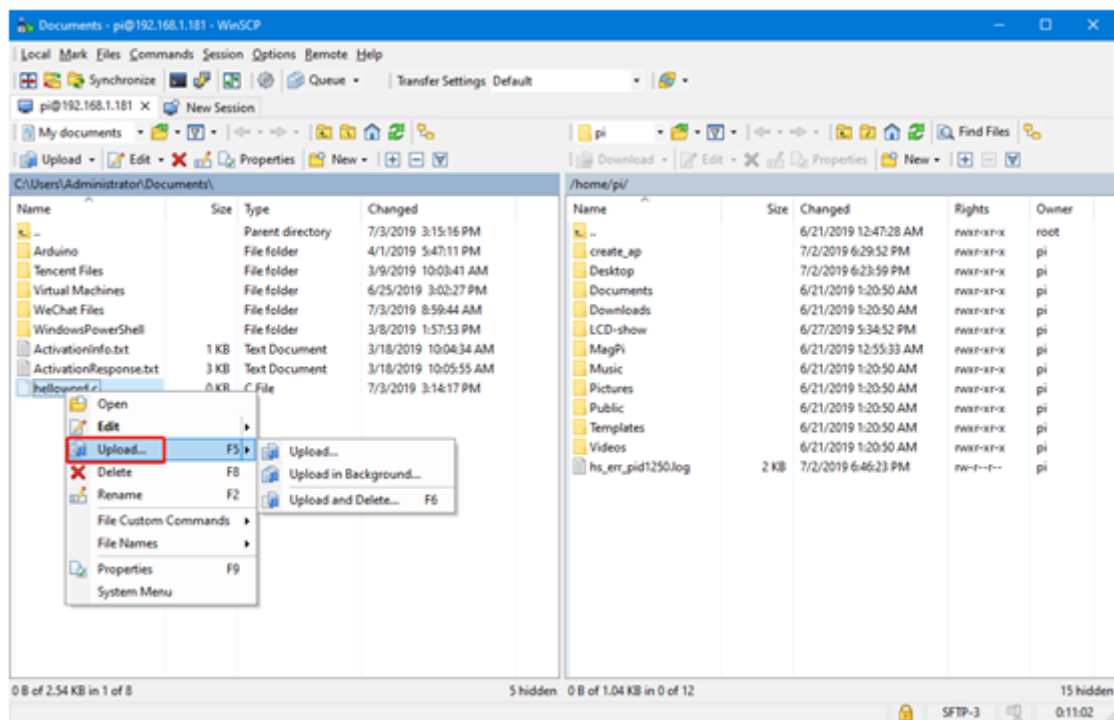 Documents - pi@192.168.1.181 - WinSCP
Local Mark Files Commands Session Options Remote Help
Synchronize Queue Transfer Settings Default
pi@192.168.1.181 New Session
My documents pi Find Files
Upload Edit Properties New Download Edit Properties New
C:\Users\Administrator\Documents\ /home/pi/
Name Size Type Changed Name Size Changed Rights Owner
.. Parent directory 7/3/2019 3:15:16 PM .. 6/21/2019 12:47:28 AM rwxr-xr-x root
Arduino File folder 4/1/2019 5:47:11 PM create_ap 7/2/2019 6:29:52 PM rwxr-xr-x pi
Tencent Files File folder 3/9/2019 10:03:41 AM Desktop 7/2/2019 6:23:59 PM rwxr-xr-x pi
Virtual Machines File folder 6/25/2019 3:02:27 PM Documents 6/21/2019 1:20:50 AM rwxr-xr-x pi
WeChat Files File folder 7/3/2019 8:59:44 AM Downloads 6/21/2019 1:20:50 AM rwxr-xr-x pi
WindowsPowerShell File folder 3/8/2019 1:57:53 PM LCD-show 6/27/2019 5:34:52 PM rwxr-xr-x pi
ActivationInfo.txt 1 KB Text Document 3/18/2019 10:04:34 AM MagPi 6/21/2019 12:55:33 AM rwxr-xr-x pi
ActivationResponse.txt 3 KB Text Document 3/18/2019 10:05:55 AM Music 6/21/2019 1:20:50 AM rwxr-xr-x pi
helloword.c 0 KB C File 7/3/2019 3:14:17 PM Pictures 6/21/2019 1:20:50 AM rwxr-xr-x pi
Open Public 6/21/2019 1:20:50 AM rwxr-xr-x pi
Edit Templates 6/21/2019 1:20:50 AM rwxr-xr-x pi
Upload... F5 Upload... Videos 6/21/2019 1:20:50 AM rwxr-xr-x pi
Delete F8 Upload in Background... hs_err_pid1250.log 2 KB 7/2/2019 6:46:23 PM rw-r--r-- pi
Rename F2 Upload and Delete... F6
File Custom Commands
File Names
Properties F9
System Menu
0 B of 2.54 KB in 1 of 8 5 hidden 0 B of 1.04 KB in 0 of 12 15 hidden
SFTP-3 0:11:02